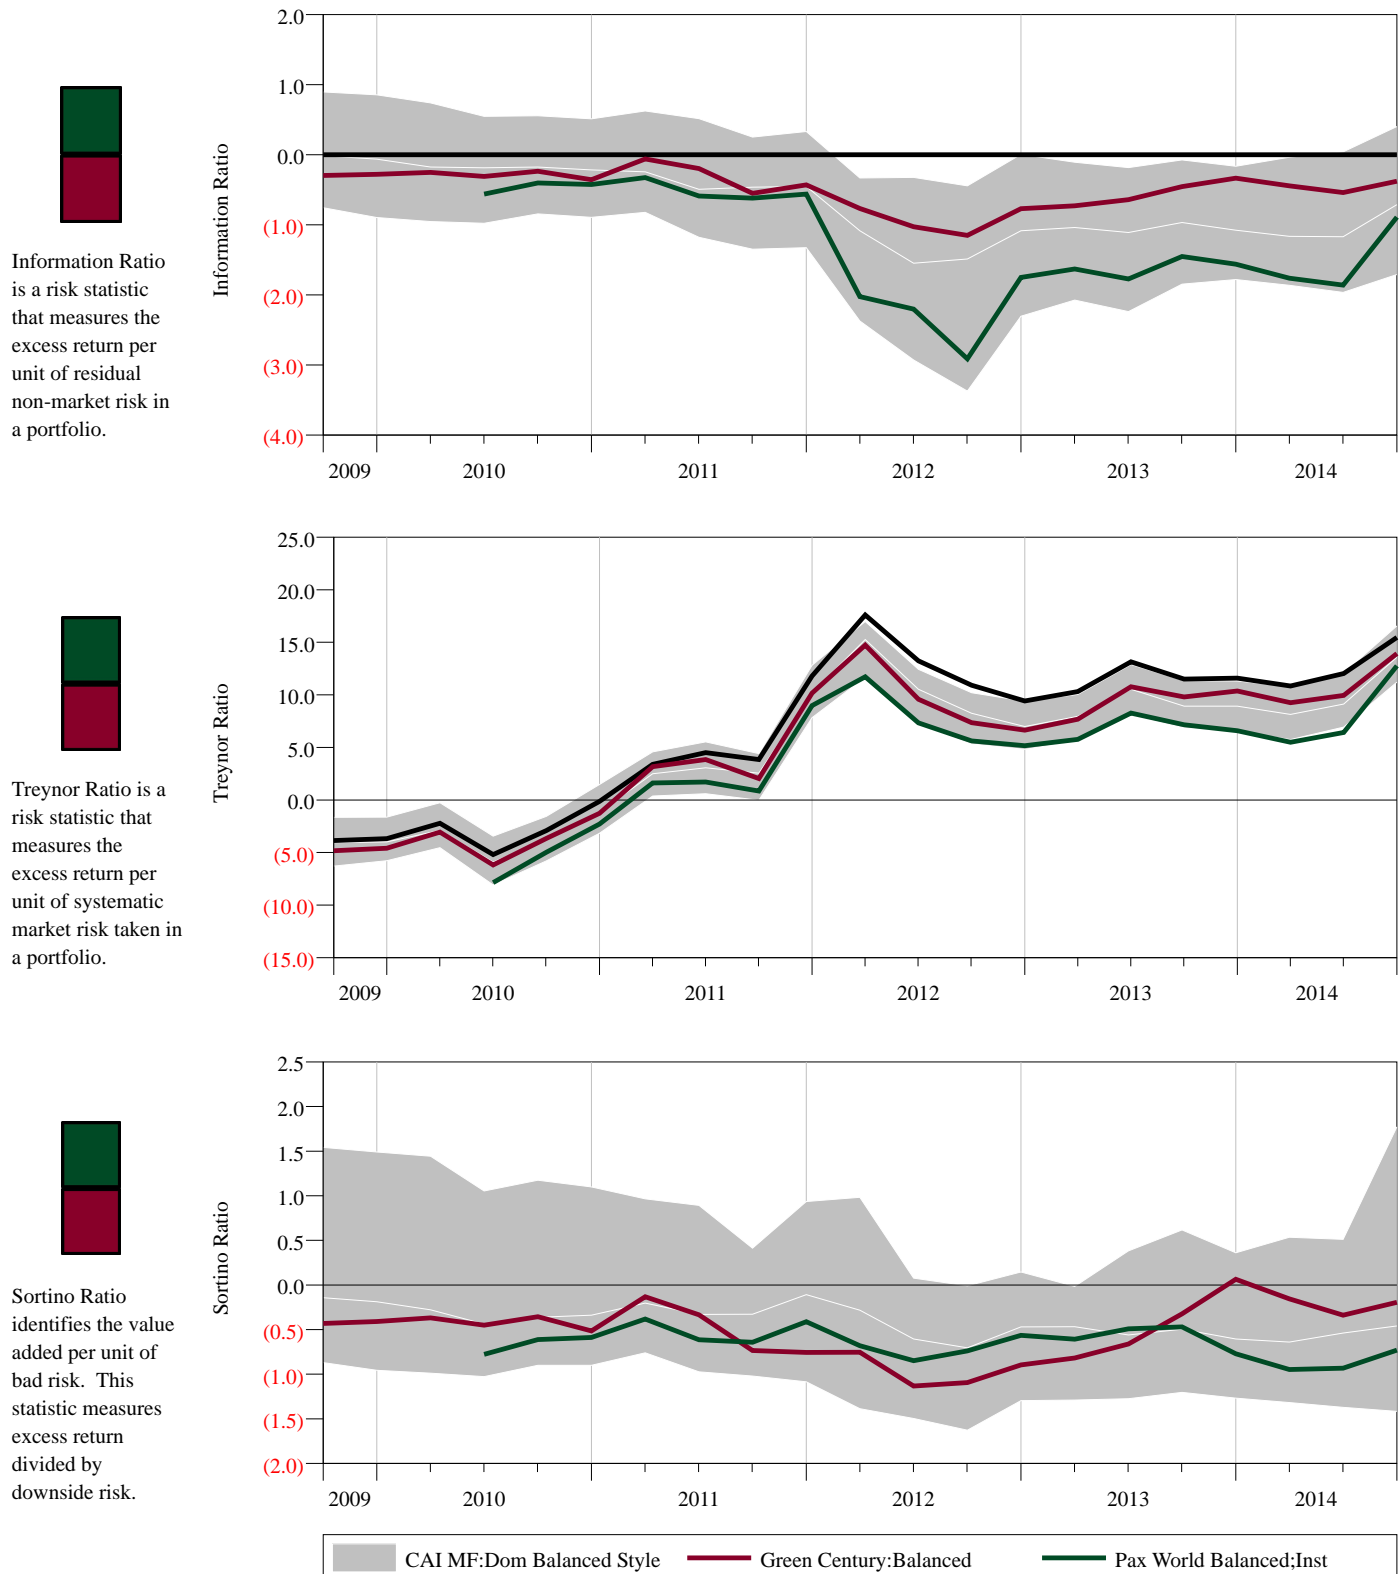 2.0
1.0
0.0
(1.0)
(2.0)
(3.0)
(4.0)
Information Ratio
2009 2010 2011 2012 2013 2014
Information Ratio
is a risk statistic
that measures the
excess return per
unit of residual
non-market risk in
a portfolio.
25.0
20.0
15.0
10.0
5.0
0.0
(5.0)
(10.0)
(15.0)
Treynor Ratio
2009 2010 2011 2012 2013 2014
Treynor Ratio is a
risk statistic that
measures the
excess return per
unit of systematic
market risk taken in
a portfolio.
2.5
2.0
1.5
1.0
0.5
0.0
(0.5)
(1.0)
(1.5)
(2.0)
Sortino Ratio
2009 2010 2011 2012 2013 2014
Sortino Ratio
identifies the value
added per unit of
bad risk. This
statistic measures
excess return
divided by
downside risk.
CAI MF:Dom Balanced Style Green Century:Balanced Pax World Balanced;Inst